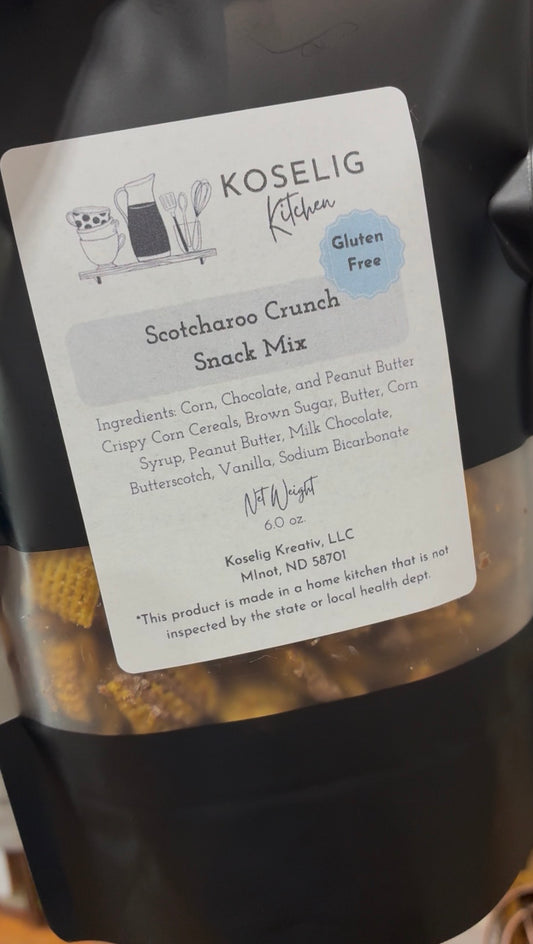 KOSELIG
Kitchen
Gluten
Free
Scotcharoo Crunch
Snack Mix
Ingredients: Corn, Chocolate, and Peanut Butter
Crispy Corn Cereals, Brown Sugar, Butter, Corn
Syrup, Peanut Butter, Milk Chocolate,
Butterscotch, Vanilla, Sodium Bicarbonate
Net Weight
6.0 oz.
Koselig Kreativ, LLC
MInot, ND 58701
*This product is made in a home kitchen that is not
inspected by the state or local health dept.